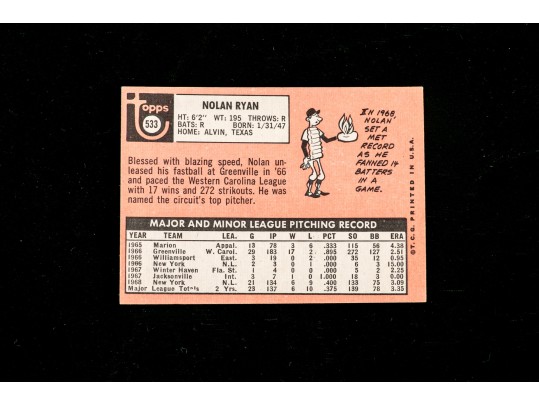 Topps
533
NOLAN RYAN
HT: 6'2" WT: 195 THROWS: R
BATS: R BORN: 1/31/47
HOME: ALVIN, TEXAS
Blessed with blazing speed, Nolan un-
leashed his fastball at Greenville in '66
and paced the Western Carolina League
with 17 wins and 272 strikouts. He was
named the circuit's top pitcher.
IN 1968,
NOLAN
SET A
MET
RECORD
AS HE
FANNED 14
BATTERS
IN A
GAME.
©T.C.G. PRINTED IN U.S.A.
MAJOR AND MINOR LEAGUE PITCHING RECORD
YEAR TEAM LEA. G IP W L PCT SO BB ERA
1965 Marion Appal. 13 78 3 6 .333 115 56 4.38
1966 Greenville W. Carol. 29 183 17 2 .895 272 127 2.51
1966 Williamsport East. 3 19 0 2 .000 35 12 0.95
1966 New York N.L. 2 3 0 1 .000 6 3 15.00
1967 Winter Haven Fla. St. 1 4 0 0 .000 5 2 2.25
1967 Jacksonville Int. 3 7 1 0 18 3
1968 New York N.L. 21 134 6 9 .400 133 75 3.09
Major League Tot'ls 2 Yrs. 23 137 6 10 .375 139 78 3.35